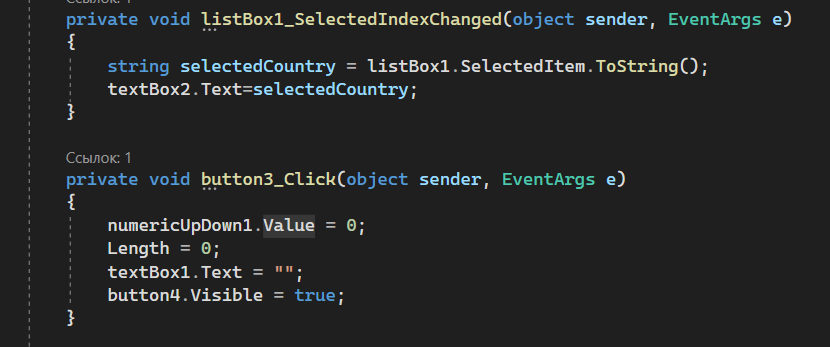 Ссылок: 1
private void listBox1_SelectedIndexChanged(object sender, EventArgs e)
{
string selectedCountry = listBox1.SelectedItem.ToString();
textBox2.Text=selectedCountry;
}
Ссылок: 1
private void button3_Click(object sender, EventArgs e)
{
numericUpDown1.Value = 0;
Length = 0;
textBox1.Text = "";
button4.Visible = true;
}